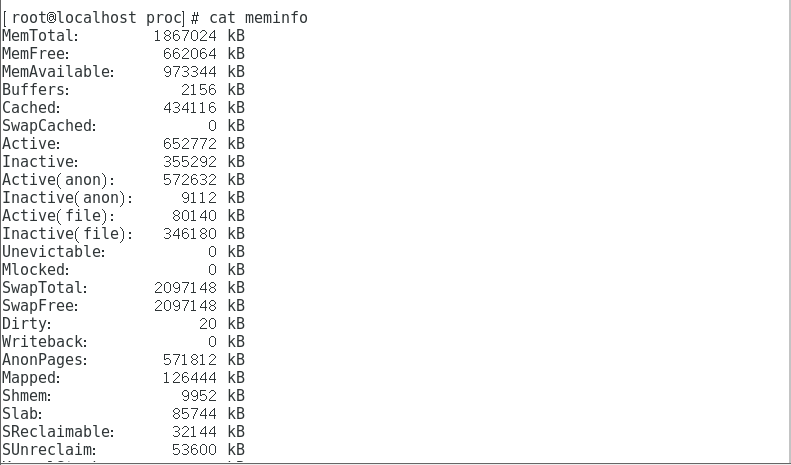 [root@localhost proc]# cat meminfo
MemTotal:        1867024 kB
MemFree:          662064 kB
MemAvailable:     973344 kB
Buffers:            2156 kB
Cached:           434116 kB
SwapCached:            0 kB
Active:           652772 kB
Inactive:         355292 kB
Active(anon):     572632 kB
Inactive(anon):     9112 kB
Active(file):      80140 kB
Inactive(file):   346180 kB
Unevictable:           0 kB
Mlocked:               0 kB
SwapTotal:       2097148 kB
SwapFree:        2097148 kB
Dirty:                20 kB
Writeback:             0 kB
AnonPages:        571812 kB
Mapped:           126444 kB
Shmem:              9952 kB
Slab:              85744 kB
SReclaimable:      32144 kB
SUnreclaim:        53600 kB